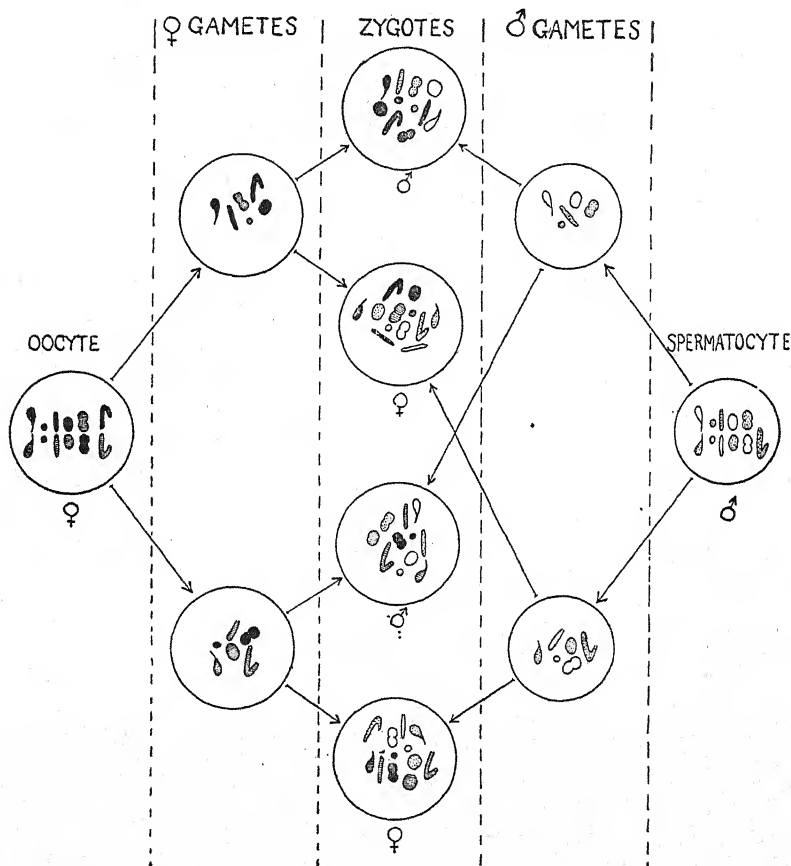 ♀ GAMETES
ZYGOTES
♂ GAMETES
♂
OOCYTE
SPERMATOCYTE
♀
♀
♂
♂
♀